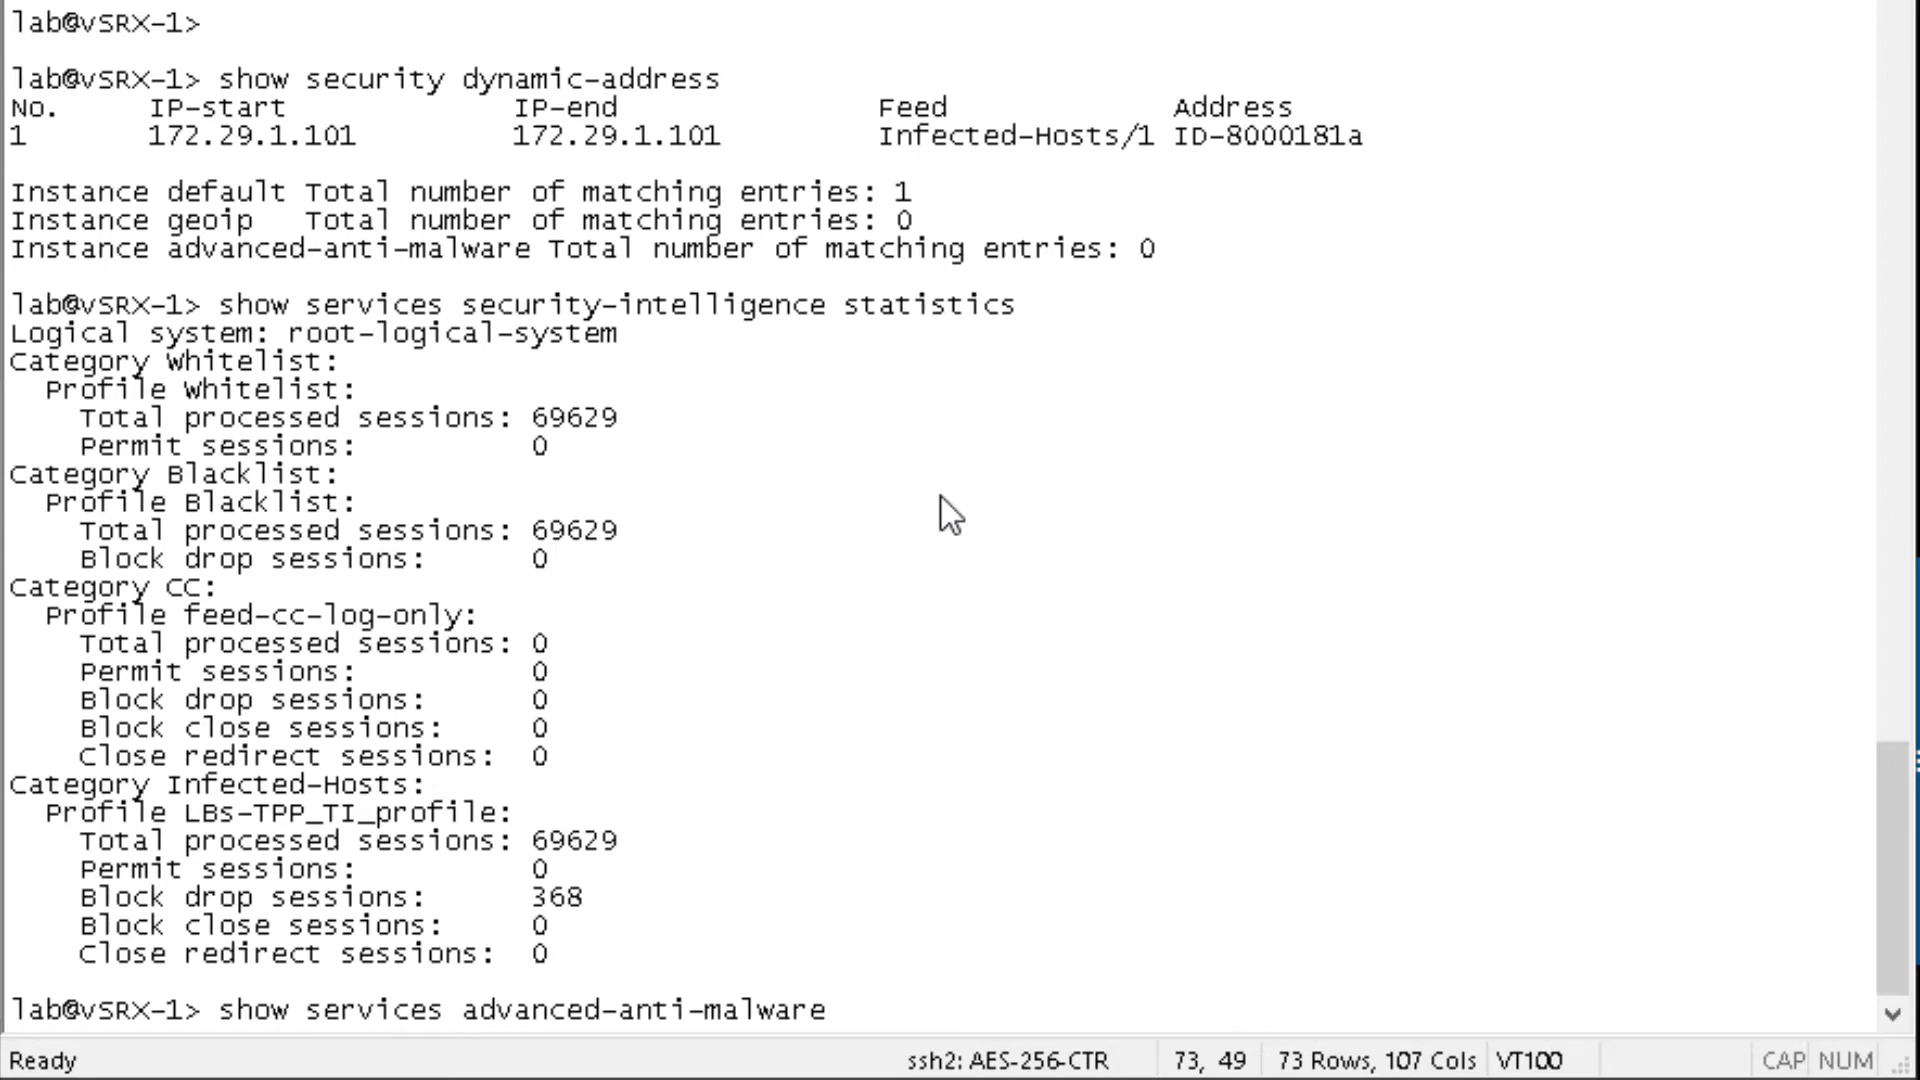 lab@vSRX-1>
lab@vSRX-1> show security dynamic-address
No.     IP-start             IP-end               Feed             Address
1       172.29.1.101         172.29.1.101         Infected-Hosts/1 ID-8000181a
Instance default Total number of matching entries: 1
Instance geoip   Total number of matching entries: 0
Instance advanced-anti-malware Total number of matching entries: 0
lab@vSRX-1> show services security-intelligence statistics
Logical system: root-logical-system
Category Whitelist:
  Profile Whitelist:
    Total processed sessions: 69629
    Permit sessions:          0
Category Blacklist:
  Profile Blacklist:
    Total processed sessions: 69629
    Block drop sessions:      0
Category CC:
  Profile feed-cc-log-only:
    Total processed sessions: 0
    Permit sessions:          0
    Block drop sessions:      0
    Block close sessions:     0
    Close redirect sessions:  0
Category Infected-Hosts:
  Profile LBs-TPP_TI_profile:
    Total processed sessions: 69629
    Permit sessions:          0
    Block drop sessions:      368
    Block close sessions:     0
    Close redirect sessions:  0
lab@vSRX-1> show services advanced-anti-malware
Ready ssh2: AES-256-CTR 73, 49 73 Rows, 107 Cols VT100 CAP NUM